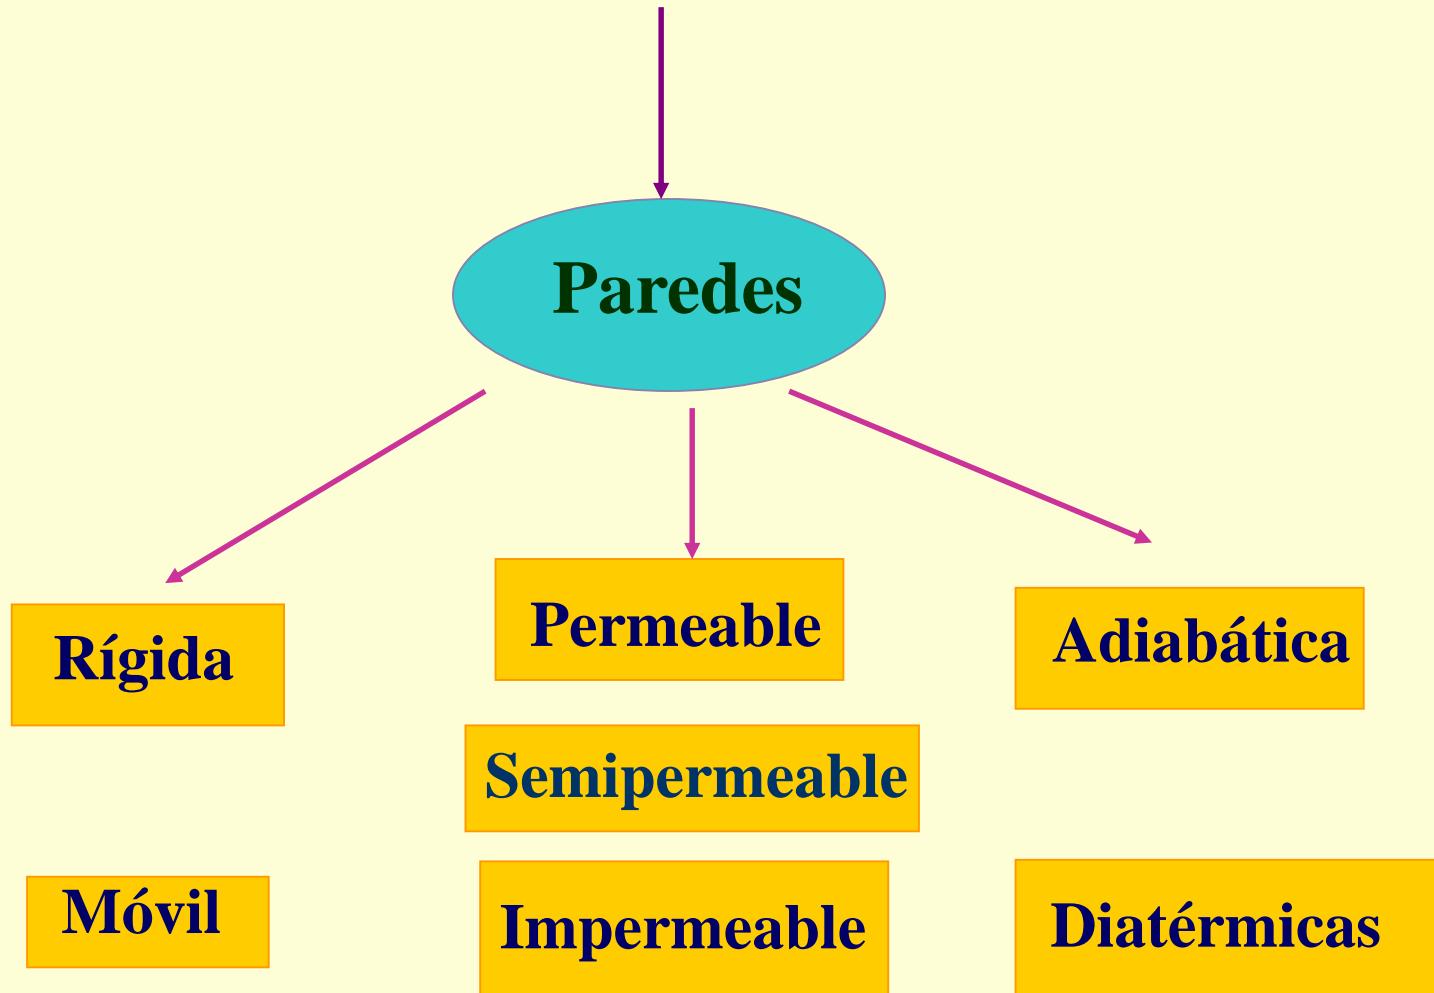 Paredes
Rígida
Permeable
Adiabática
Semipermeable
Móvil
Impermeable
Diatérmicas